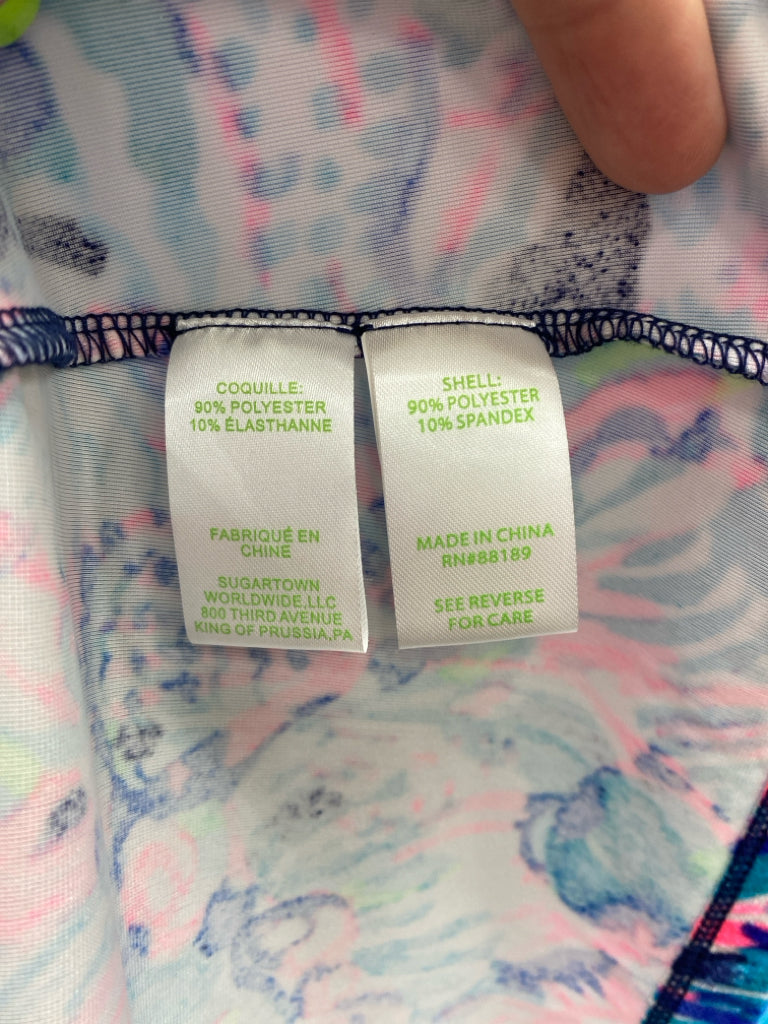 COQUILLE:
90% POLYESTER
10% ÉLASTHANNE
FABRIQUÉ EN
CHINE
SUGARTOWN
WORLDWIDE,LLC
800 THIRD AVENUE
KING OF PRUSSIA,PA
SHELL:
90% POLYESTER
10% SPANDEX
MADE IN CHINA
RN#88189
SEE REVERSE
FOR CARE